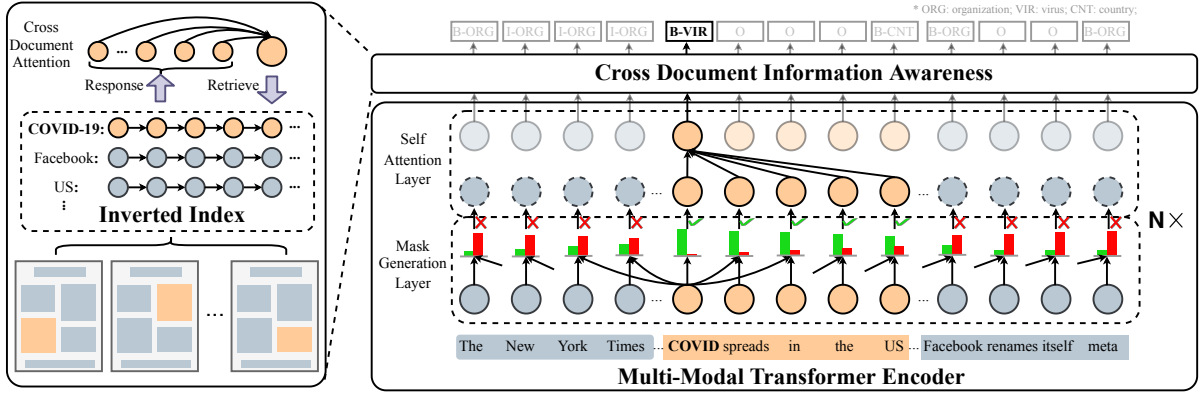 * ORG: organization; VIR: virus; CNT: country;
B-ORG I-ORG I-ORG I-ORG B-VIR O O O B-CNT B-ORG O O B-ORG
Cross Document Information Awareness
Cross
Document
Attention
...
Response
Retrieve
COVID-19: ...
Facebook: ...
US: ...
...
Inverted Index
...
Self
Attention
Layer
... ...
Mask
Generation
Layer
... ...
N×
The New York Times ... COVID spreads in the US ... Facebook renames itself meta
Multi-Modal Transformer Encoder